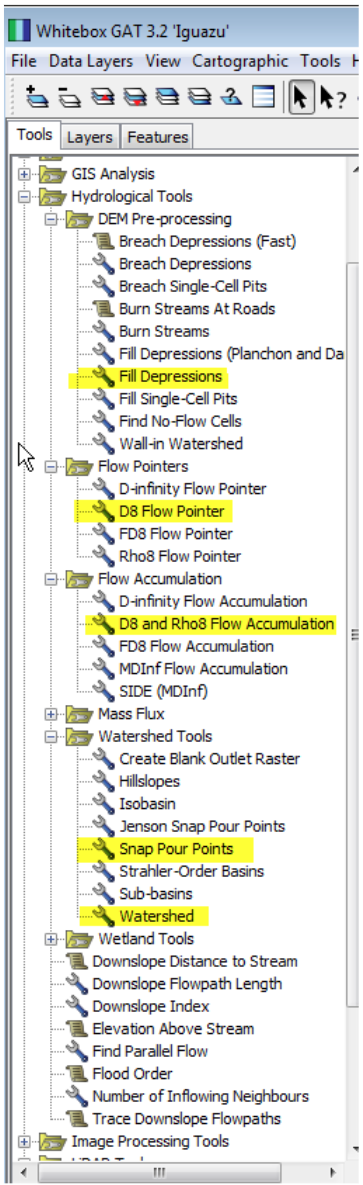 Whitebox GAT 3.2 'Iguazu'
File Data Layers View Cartographic Tools H
Tools Layers Features
GIS Analysis
Hydrological Tools
DEM Pre-processing
Breach Depressions (Fast)
Breach Depressions
Breach Single-Cell Pits
Burn Streams At Roads
Burn Streams
Fill Depressions (Planchon and Da
Fill Depressions
Fill Single-Cell Pits
Find No-Flow Cells
Wall-in Watershed
Flow Pointers
D-infinity Flow Pointer
D8 Flow Pointer
FD8 Flow Pointer
Rho8 Flow Pointer
Flow Accumulation
D-infinity Flow Accumulation
D8 and Rho8 Flow Accumulation
FD8 Flow Accumulation
MDInf Flow Accumulation
SIDE (MDInf)
Mass Flux
Watershed Tools
Create Blank Outlet Raster
Hillslopes
Isobasin
Jenson Snap Pour Points
Snap Pour Points
Strahler-Order Basins
Sub-basins
Watershed
Wetland Tools
Downslope Distance to Stream
Downslope Flowpath Length
Downslope Index
Elevation Above Stream
Find Parallel Flow
Flood Order
Number of Inflowing Neighbours
Trace Downslope Flowpaths
Image Processing Tools